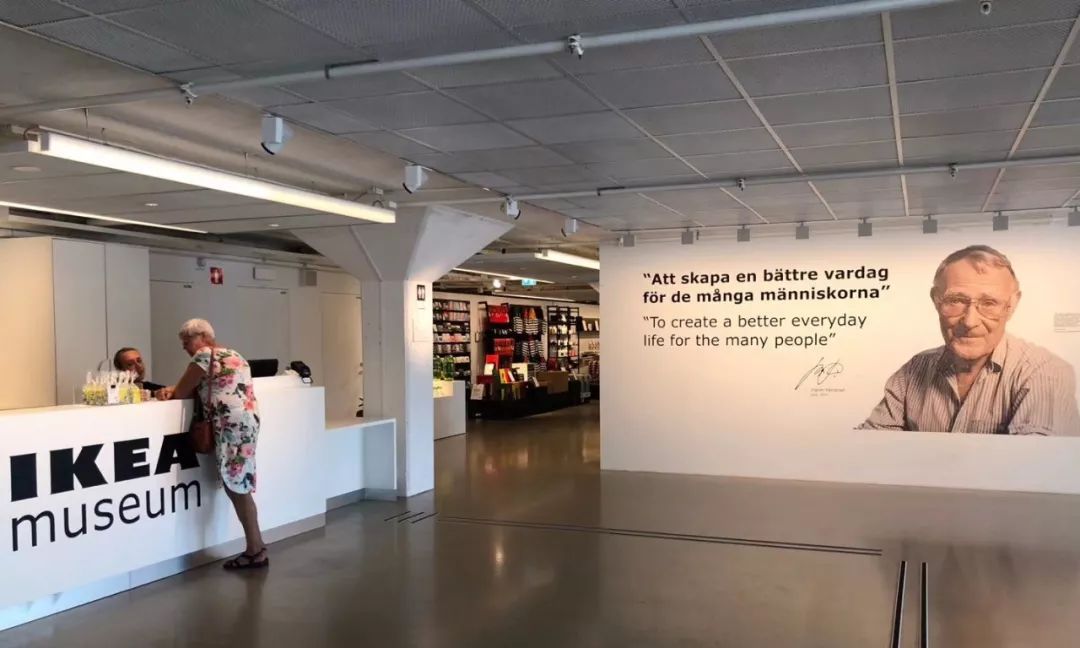 IKEA
museum
“Att skapa en bättre vardag
för de många människorna”
“To create a better everyday
life for the many people”